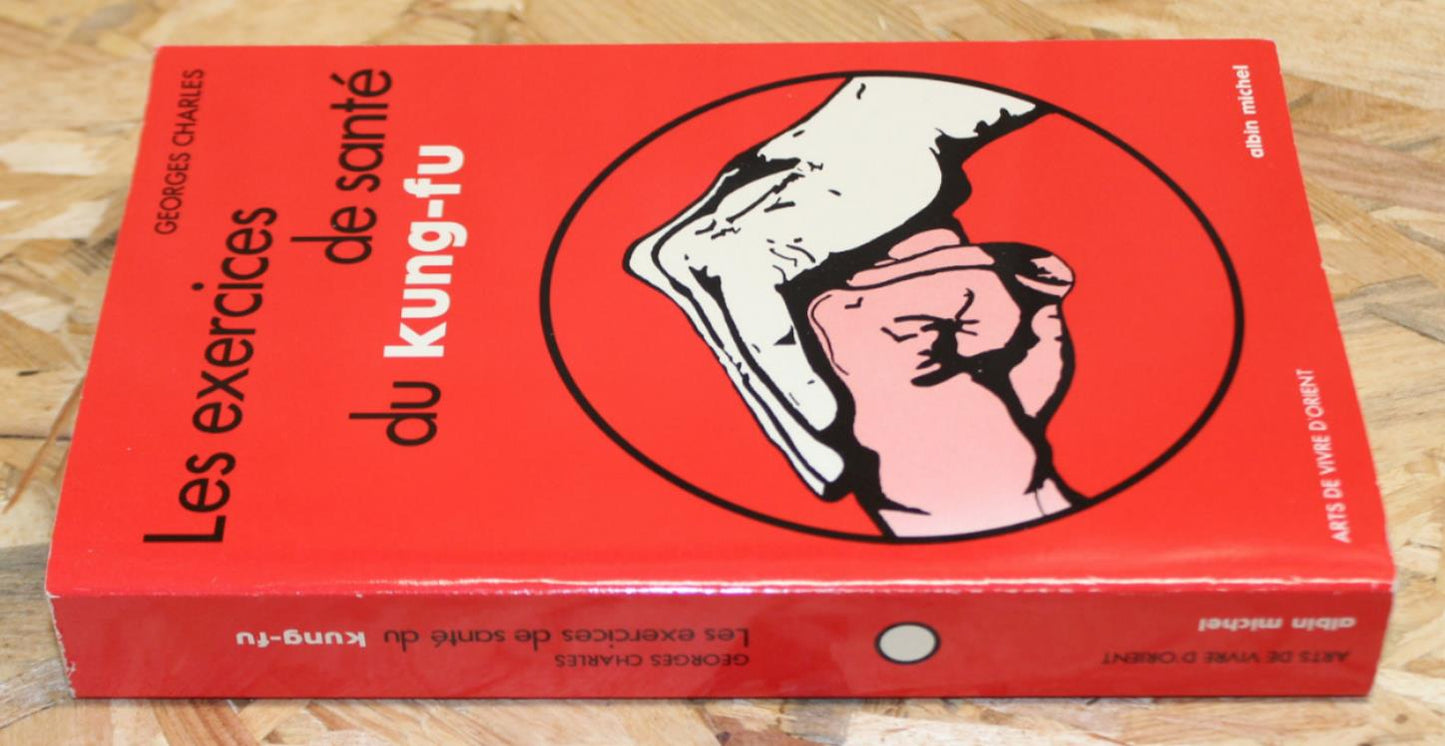 GEORGES CHARLES
Les exercices
de santé
du kung-fu
albin michel
ARTS DE VIVRE D'ORIENT
GEORGES CHARLES
Les exercices de santé du kung-fu
ARTS DE VIVRE D'ORIENT
albin michel